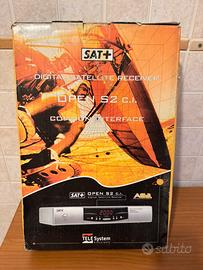 SAT+
DIGITAL SATELLITE RECEIVER
OPEN S2 C.I.
COMMON INTERFACE
SAT+ OPEN S2 C.I.
TELE System
subito